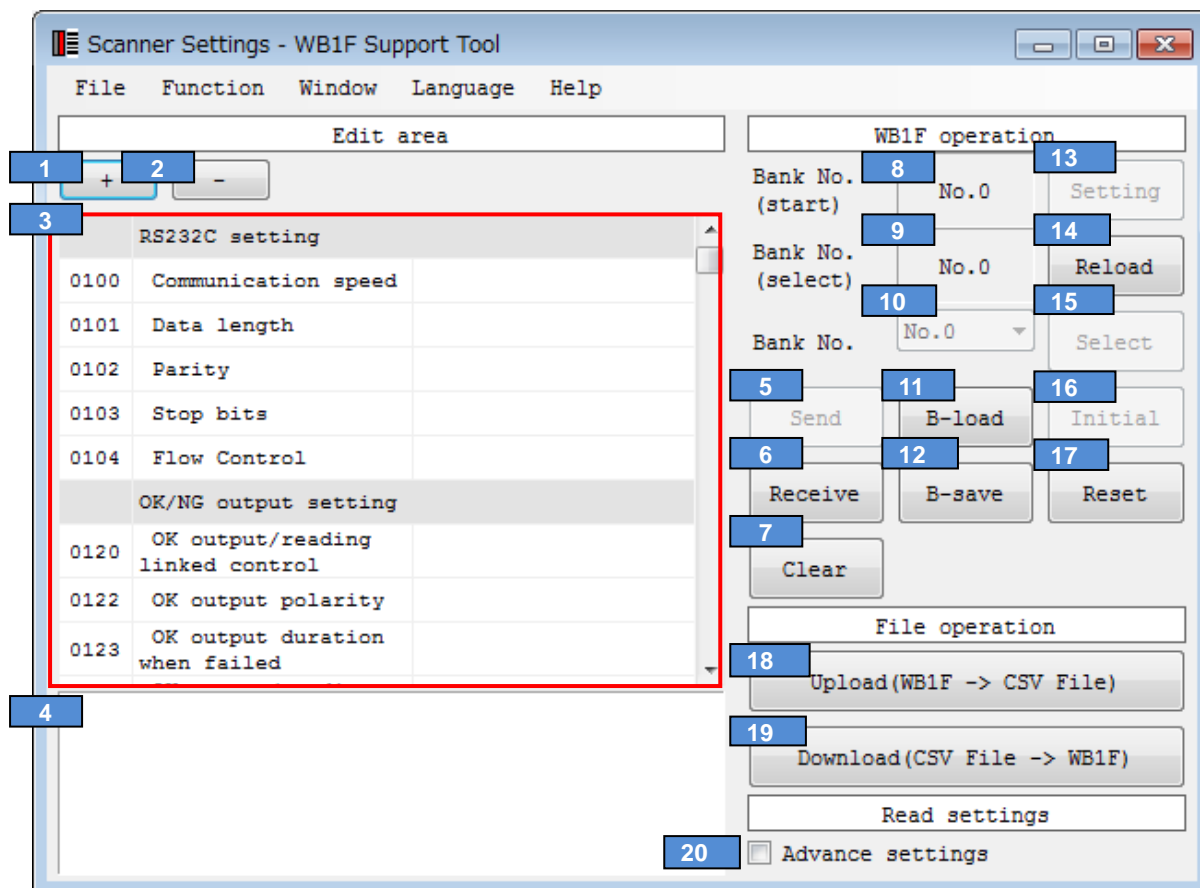 Scanner Settings - WB1F Support Tool
File Function Window Language Help
Edit area
1 + 2 -
3
RS232C setting
0100 Communication speed
0101 Data length
0102 Parity
0103 Stop bits
0104 Flow Control
OK/NG output setting
0120 OK output/reading
linked control
0122 OK output polarity
0123 OK output duration
when failed
4
WB1F operation
Bank No.
(start)
8
No.0
13
Setting
Bank No.
(select)
9
No.0
14
Reload
Bank No.
10
No.0
15
Select
5
Send
11
B-load
16
Initial
6
Receive
12
B-save
17
Reset
7
Clear
File operation
18
Upload(WB1F -> CSV File)
19
Download(CSV File -> WB1F)
Read settings
20 Advance settings